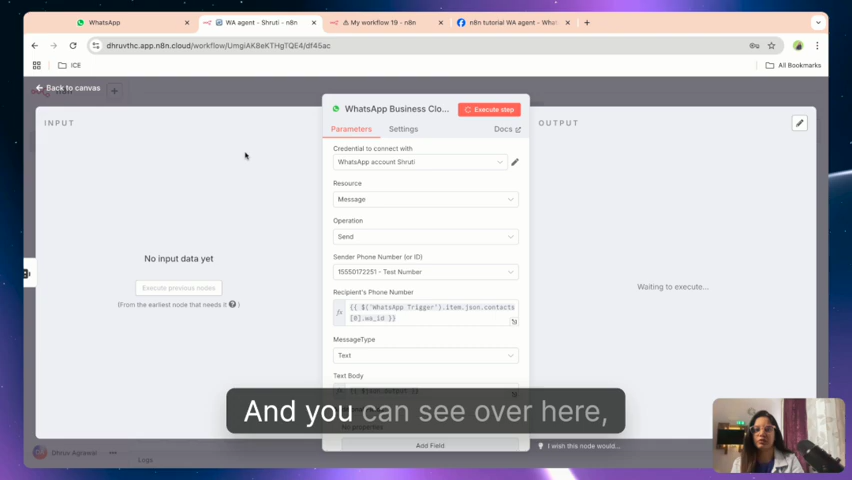 WhatsApp
WA agent - Shruti - n8n
My workflow 19 - n8n
n8n tutorial WA agent - What
dhruvthc.app.n8n.cloud/workflow/UmgiAK8eKTHgTQE4/df45ac
ICE
All Bookmarks
Back to canvas
INPUT
WhatsApp Business Clo...
Execute step
OUTPUT
Parameters
Settings
Docs
Credential to connect with
WhatsApp account Shruti
Resource
Message
Operation
Send
Sender Phone Number (or ID)
15550172251 - Test Number
Recipient's Phone Number
fx {{ $('WhatsApp Trigger').item.json.contacts
[0].wa_id }}
MessageType
Text
Text Body
No input data yet
Execute previous nodes
(From the earliest node that needs it ?)
Waiting to execute...
And you can see over here,
Add Field
I wish this node would...
Dhruv Agrawal
Logs